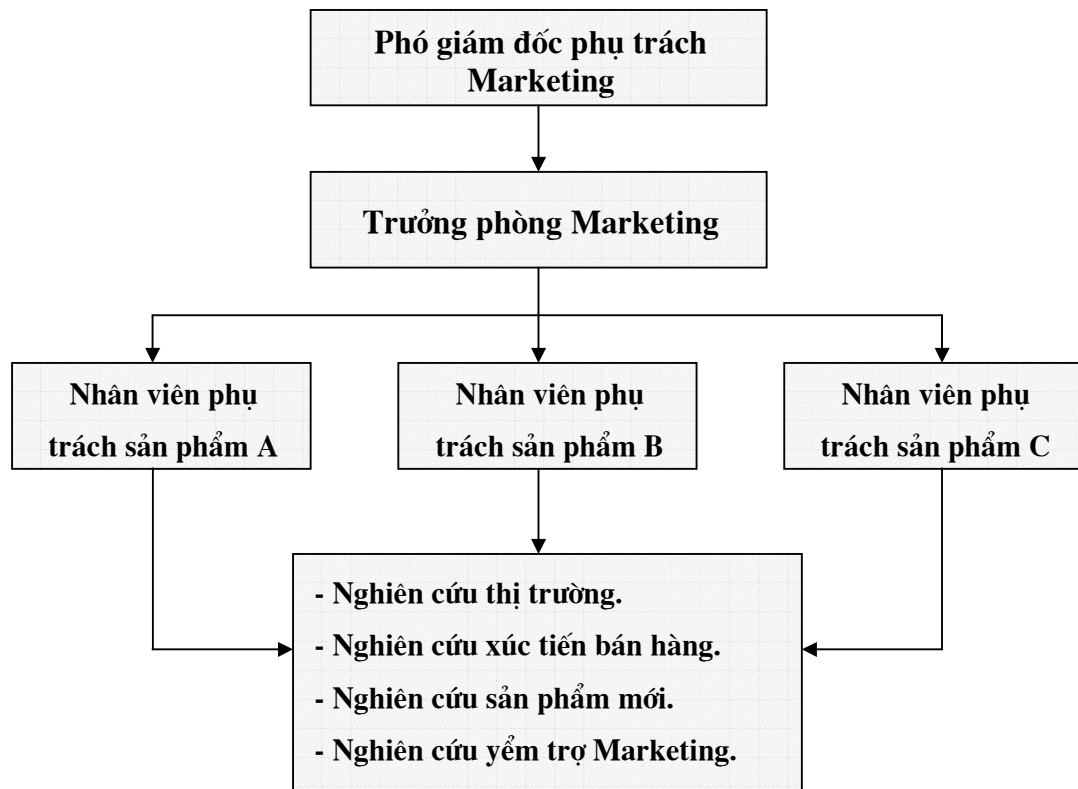 Phó giám đốc phụ trách
Marketing
Trưởng phòng Marketing
Nhân viên phụ
trách sản phẩm A
Nhân viên phụ
trách sản phẩm B
Nhân viên phụ
trách sản phẩm C
- Nghiên cứu thị trường.
- Nghiên cứu xúc tiến bán hàng.
- Nghiên cứu sản phẩm mới.
- Nghiên cứu yểm trợ Marketing.